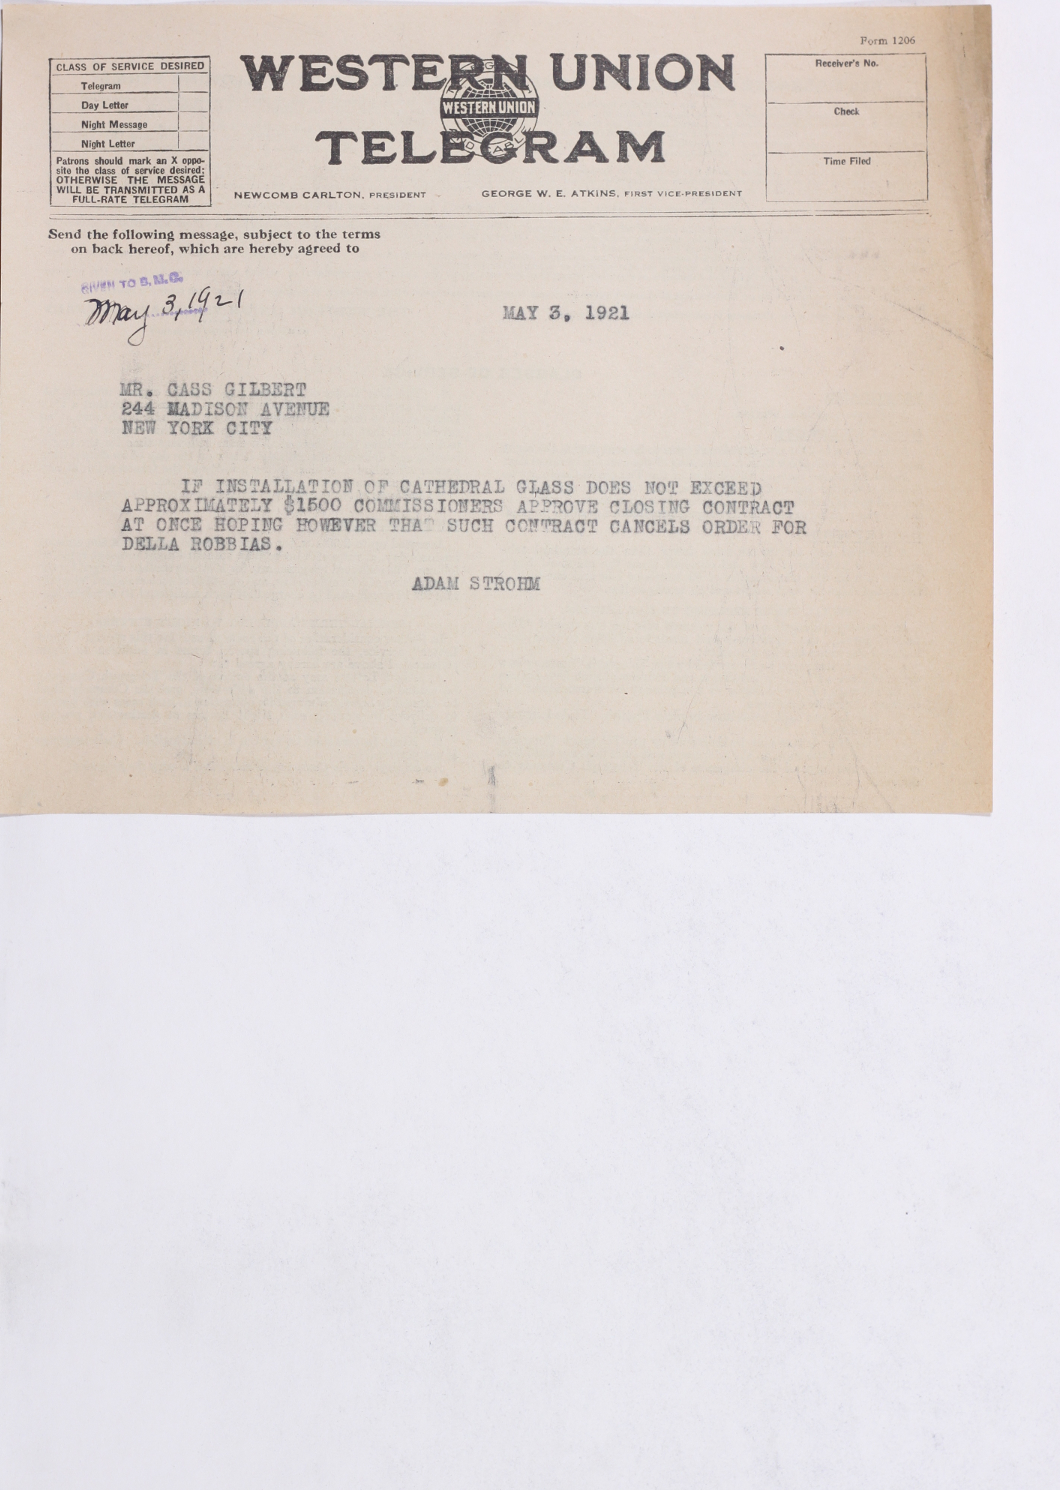 Form 1206
CLASS OF SERVICE DESIRED
Telegram
Day Letter
Night Message
Night Letter
Patrons should mark an X oppo-
site the class of service desired:
OTHERWISE THE MESSAGE
WILL BE TRANSMITTED AS A
FULL-RATE TELEGRAM
WESTERN UNION
WESTERN UNION
TELEGRAM
NEWCOMB CARLTON, PRESIDENT
GEORGE W. E. ATKINS, FIRST VICE-PRESIDENT
Receiver's No.
Check
Time Filed
Send the following message, subject to the terms
on back hereof, which are hereby agreed to
GIVEN TO S.M.G.
May 3, 1921
MAY 3, 1921
MR. CASS GILBERT
244 MADISON AVENUE
NEW YORK CITY
IF INSTALLATION OF CATHEDRAL GLASS DOES NOT EXCEED
APPROXIMATELY $1500 COMMISSIONERS APPROVE CLOSING CONTRACT
AT ONCE HOPING HOWEVER THAT SUCH CONTRACT CANCELS ORDER FOR
DELLA ROBBIAS.
ADAM STROHM